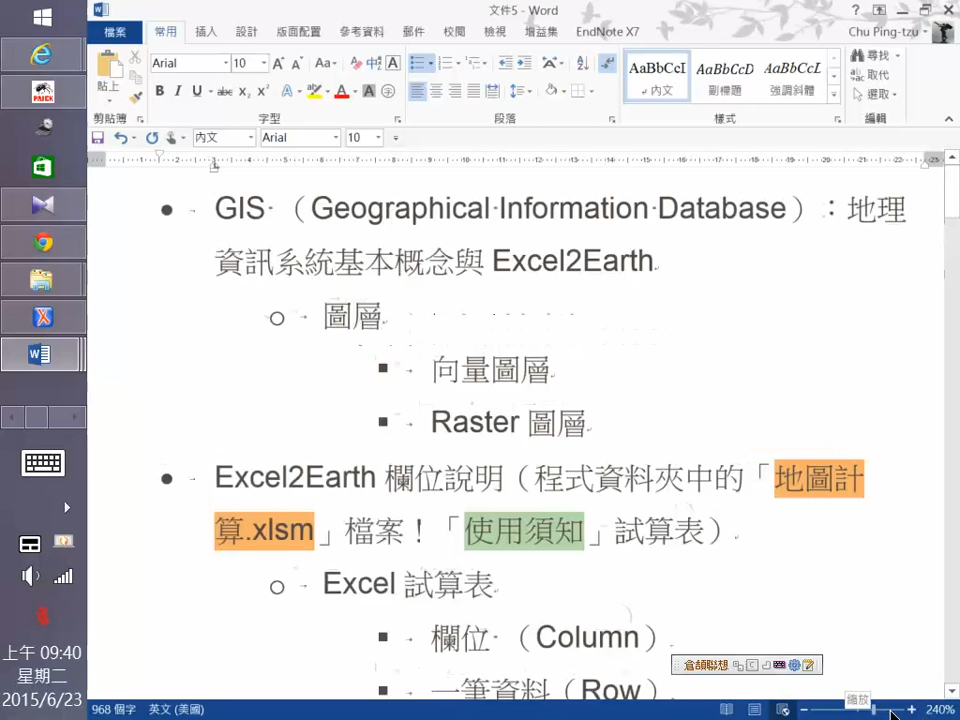 文件5 - Word
檔案 常用 插入 設計 版面配置 參考資料 郵件 校閱 檢視 增益集 EndNote X7 Chu Ping-tzu
貼上
Arial 10
剪貼簿 字型 段落 樣式 編輯
AaBbCcI AaBbCcD AaBbCcD
內文 副標題 強調斜體
尋找
取代
選取
內文 Arial 10
GIS （Geographical Information Database）：地理
資訊系統基本概念與 Excel2Earth
圖層
向量圖層
Raster 圖層
Excel2Earth 欄位說明（程式資料夾中的「地圖計
算.xlsm」檔案！「使用須知」試算表）
Excel 試算表
欄位 （Column）
一筆資料（Row）
倉頡聯想
縮放
上午 09:40
星期二
2015/6/23
968 個字 英文 (美國) 240%